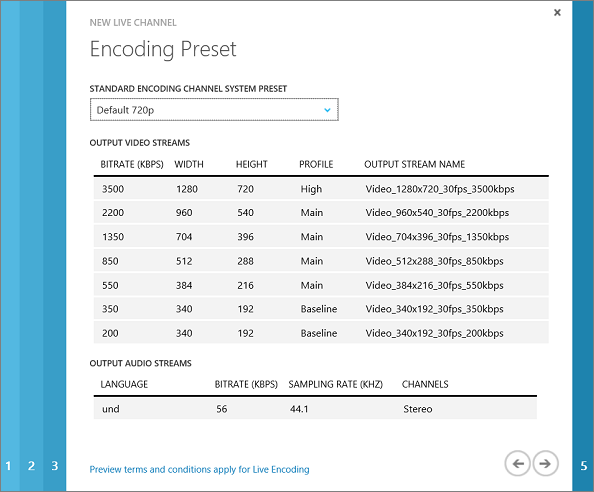 NEW LIVE CHANNEL
Encoding Preset
STANDARD ENCODING CHANNEL SYSTEM PRESET
Default 720p
OUTPUT VIDEO STREAMS
BITRATE (KBPS) WIDTH HEIGHT PROFILE OUTPUT STREAM NAME
3500 1280 720 High Video_1280x720_30fps_3500kbps
2200 960 540 Main Video_960x540_30fps_2200kbps
1350 704 396 Main Video_704x396_30fps_1350kbps
850 512 288 Main Video_512x288_30fps_850kbps
550 384 216 Main Video_384x216_30fps_550kbps
350 340 192 Baseline Video_340x192_30fps_350kbps
200 340 192 Baseline Video_340x192_30fps_200kbps
OUTPUT AUDIO STREAMS
LANGUAGE BITRATE (KBPS) SAMPLING RATE (KHZ) CHANNELS
und 56 44.1 Stereo
1 2 3 Preview terms and conditions apply for Live Encoding 5